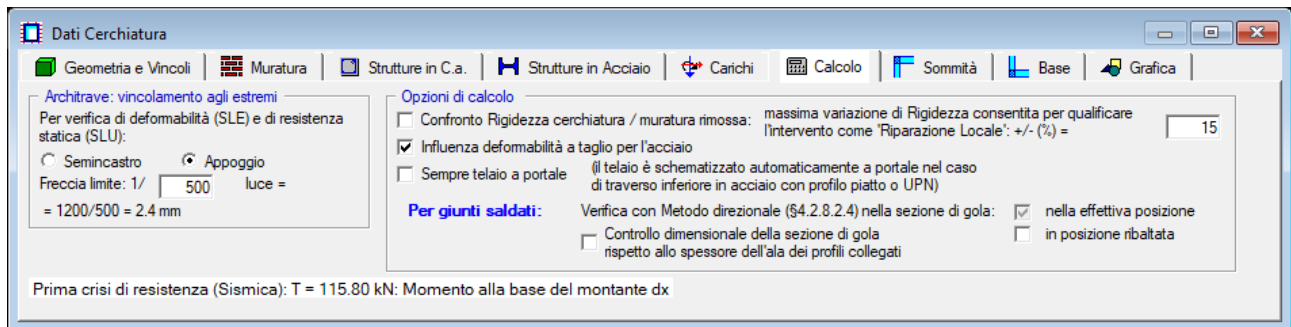 Dati Cerchiatura
Geometria e Vincoli
Muratura
Strutture in C.a.
Strutture in Acciaio
Carichi
Calcolo
Sommità
Base
Grafica
Architrave: vincolamento agli estremi
Per verifica di deformabilità (SLE) e di resistenza
statica (SLU):
Semincastro
Appoggio
Freccia limite: 1/ 500 luce =
= 1200/500 = 2.4 mm
Opzioni di calcolo
Confronto Rigidezza cerchiatura / muratura rimossa:
massima variazione di Rigidezza consentita per qualificare
l'intervento come 'Riparazione Locale': +/- (%) =
15
Influenza deformabilità a taglio per l'acciaio
Sempre telaio a portale
(il telaio è schematizzato automaticamente a portale nel caso
di traverso inferiore in acciaio con profilo piatto o UPN)
Per giunti saldati:
Verifica con Metodo direzionale (§4.2.8.2.4) nella sezione di gola:
nella effettiva posizione
Controllo dimensionale della sezione di gola
rispetto allo spessore dell'ala dei profili collegati
in posizione ribaltata
Prima crisi di resistenza (Sismica): T = 115.80 kN: Momento alla base del montante dx